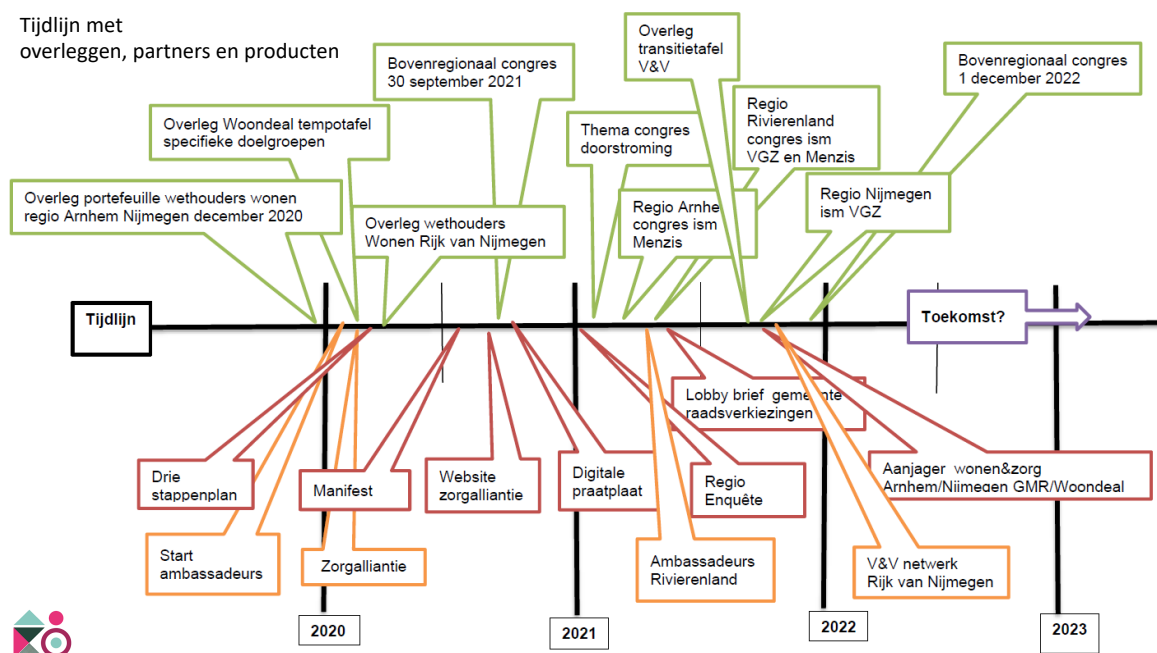 Tijdlijn met
overleggen, partners en producten
Bovenregionaal congres
30 september 2021
Overleg
transitietafel
V&V
Bovenregionaal congres
1 december 2022
Overleg Woondeal tempotafel
specifieke doelgroepen
Thema congres
doorstroming
Regio
Rivierenland
congres ism
VGZ en Menzis
Overleg portefeuille wethouders wonen
regio Arnhem Nijmegen december 2020
Overleg wethouders
Wonen Rijk van Nijmegen
Regio Arnhe
congres ism
Menzis
Regio Nijmegen
ism VGZ
Tijdlijn
Toekomst?
Drie
stappenplan
Manifest
Website
zorgalliantie
Digitale
praatplaat
Regio
Enquête
Lobby brief gemeente
raadsverkiezingen
Aanjager wonen&zorg
Arnhem/Nijmegen GMR/Woondeal
Start
ambassadeurs
Zorgalliantie
Ambassadeurs
Rivierenland
V&V netwerk
Rijk van Nijmegen
2020
2021
2022
2023